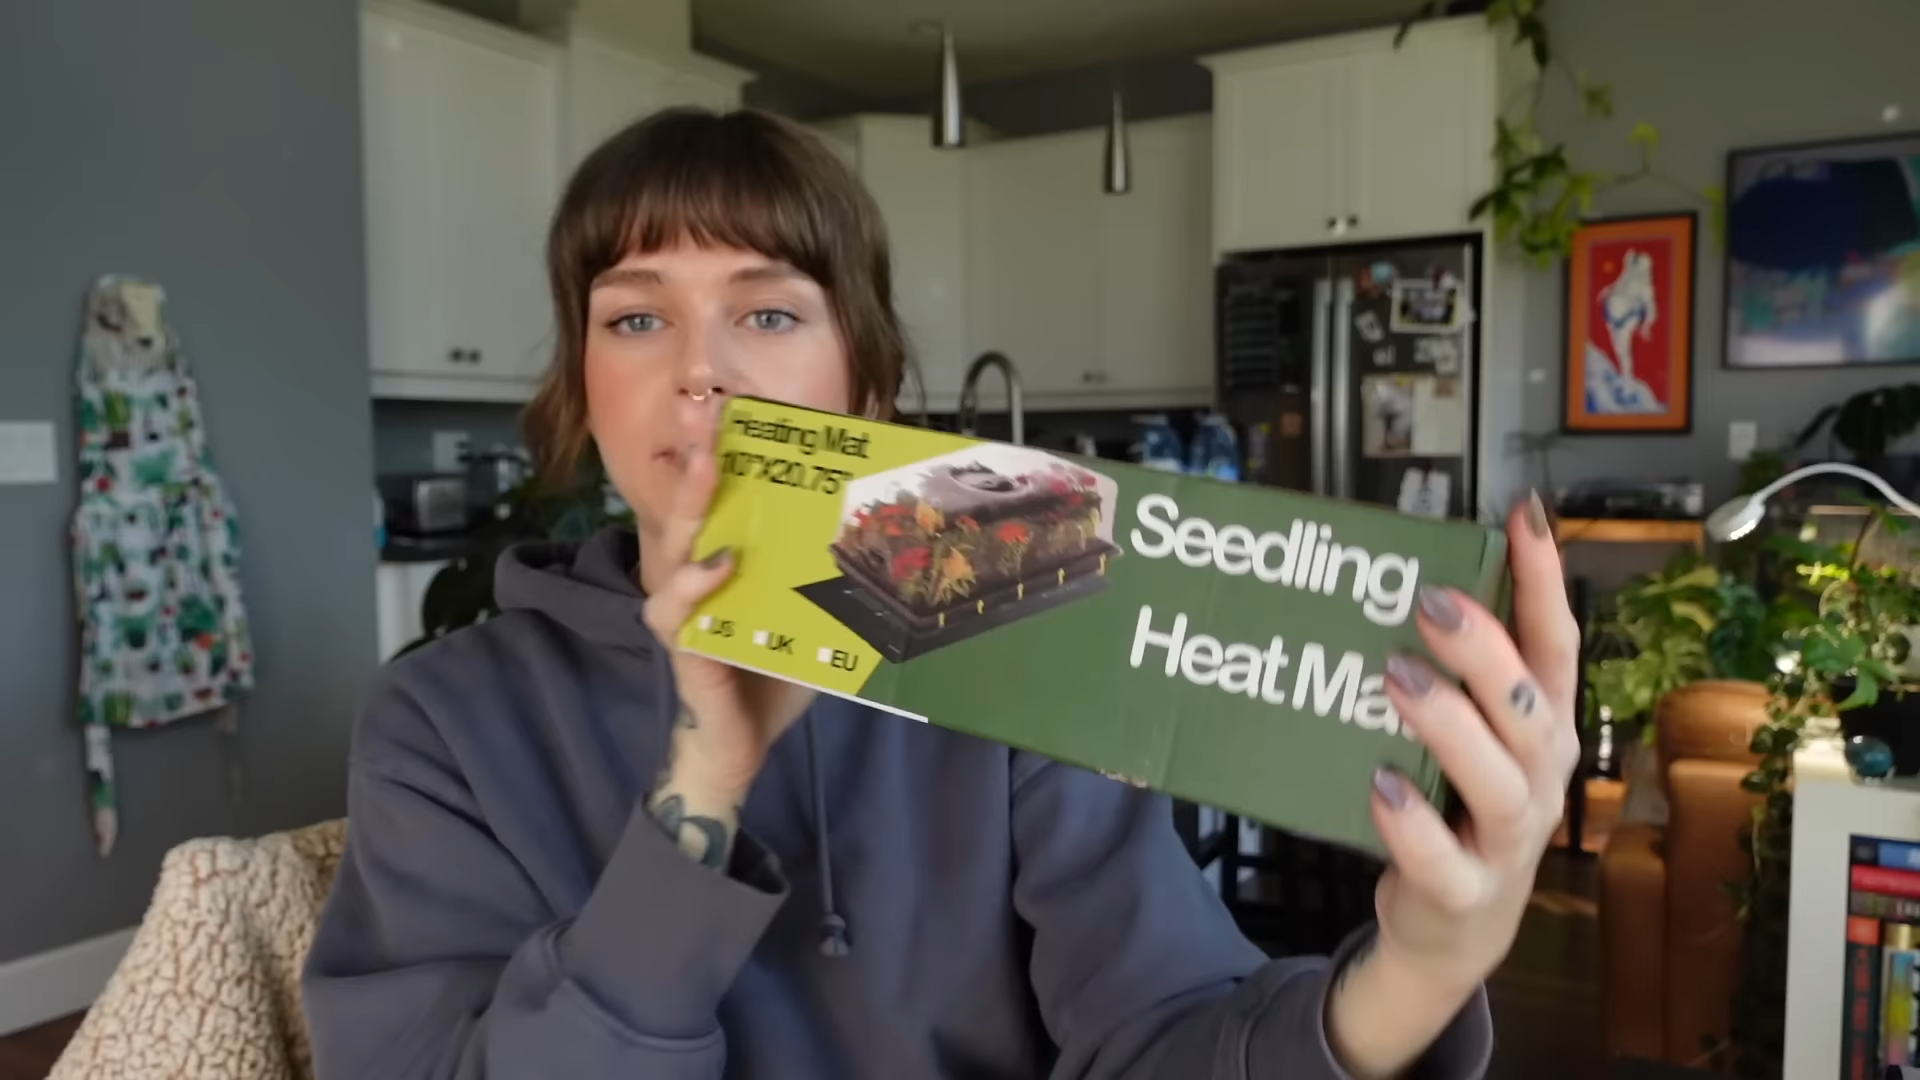 Heating Mat
10"X20.75"
US UK EU
Seedling
Heat Ma